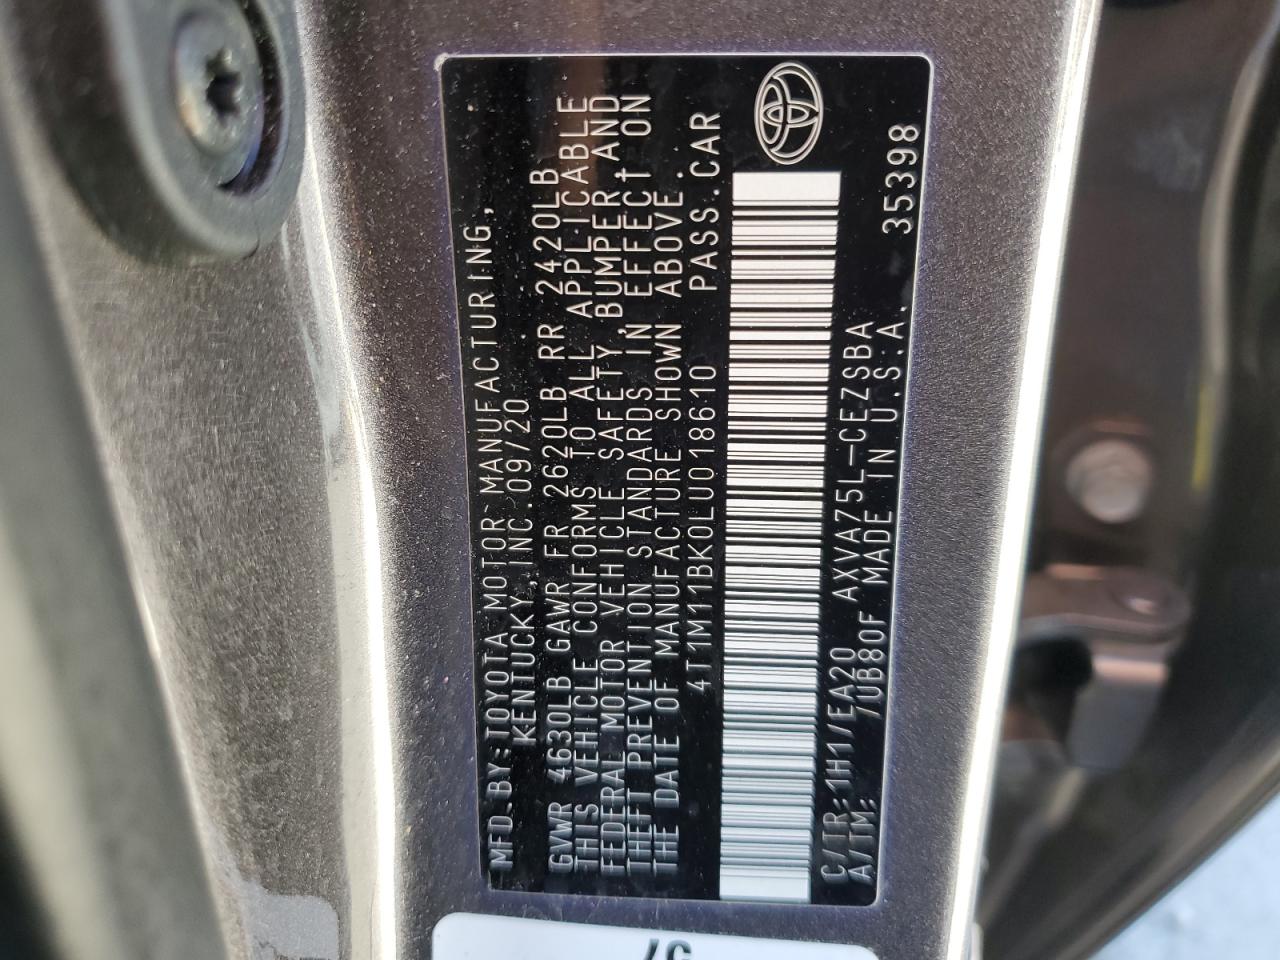 MFD. BY: TOYOTA MOTOR MANUFACTURING,
KENTUCKY, INC. 09/20
GVWR 4630LB GAWR FR 2620LB RR 2420LB
THIS VEHICLE CONFORMS TO ALL APPLICABLE
FEDERAL MOTOR VEHICLE SAFETY, BUMPER AND
THEFT PREVENTION STANDARDS IN EFFECT ON
THE DATE OF MANUFACTURE SHOWN ABOVE.
4T1M11BK0LU018610 PASS. CAR
C/TR: 1H1/EA20 AXVA75L-CEZSBA
A/TM: /UB80F MADE IN U.S.A. 35398
37